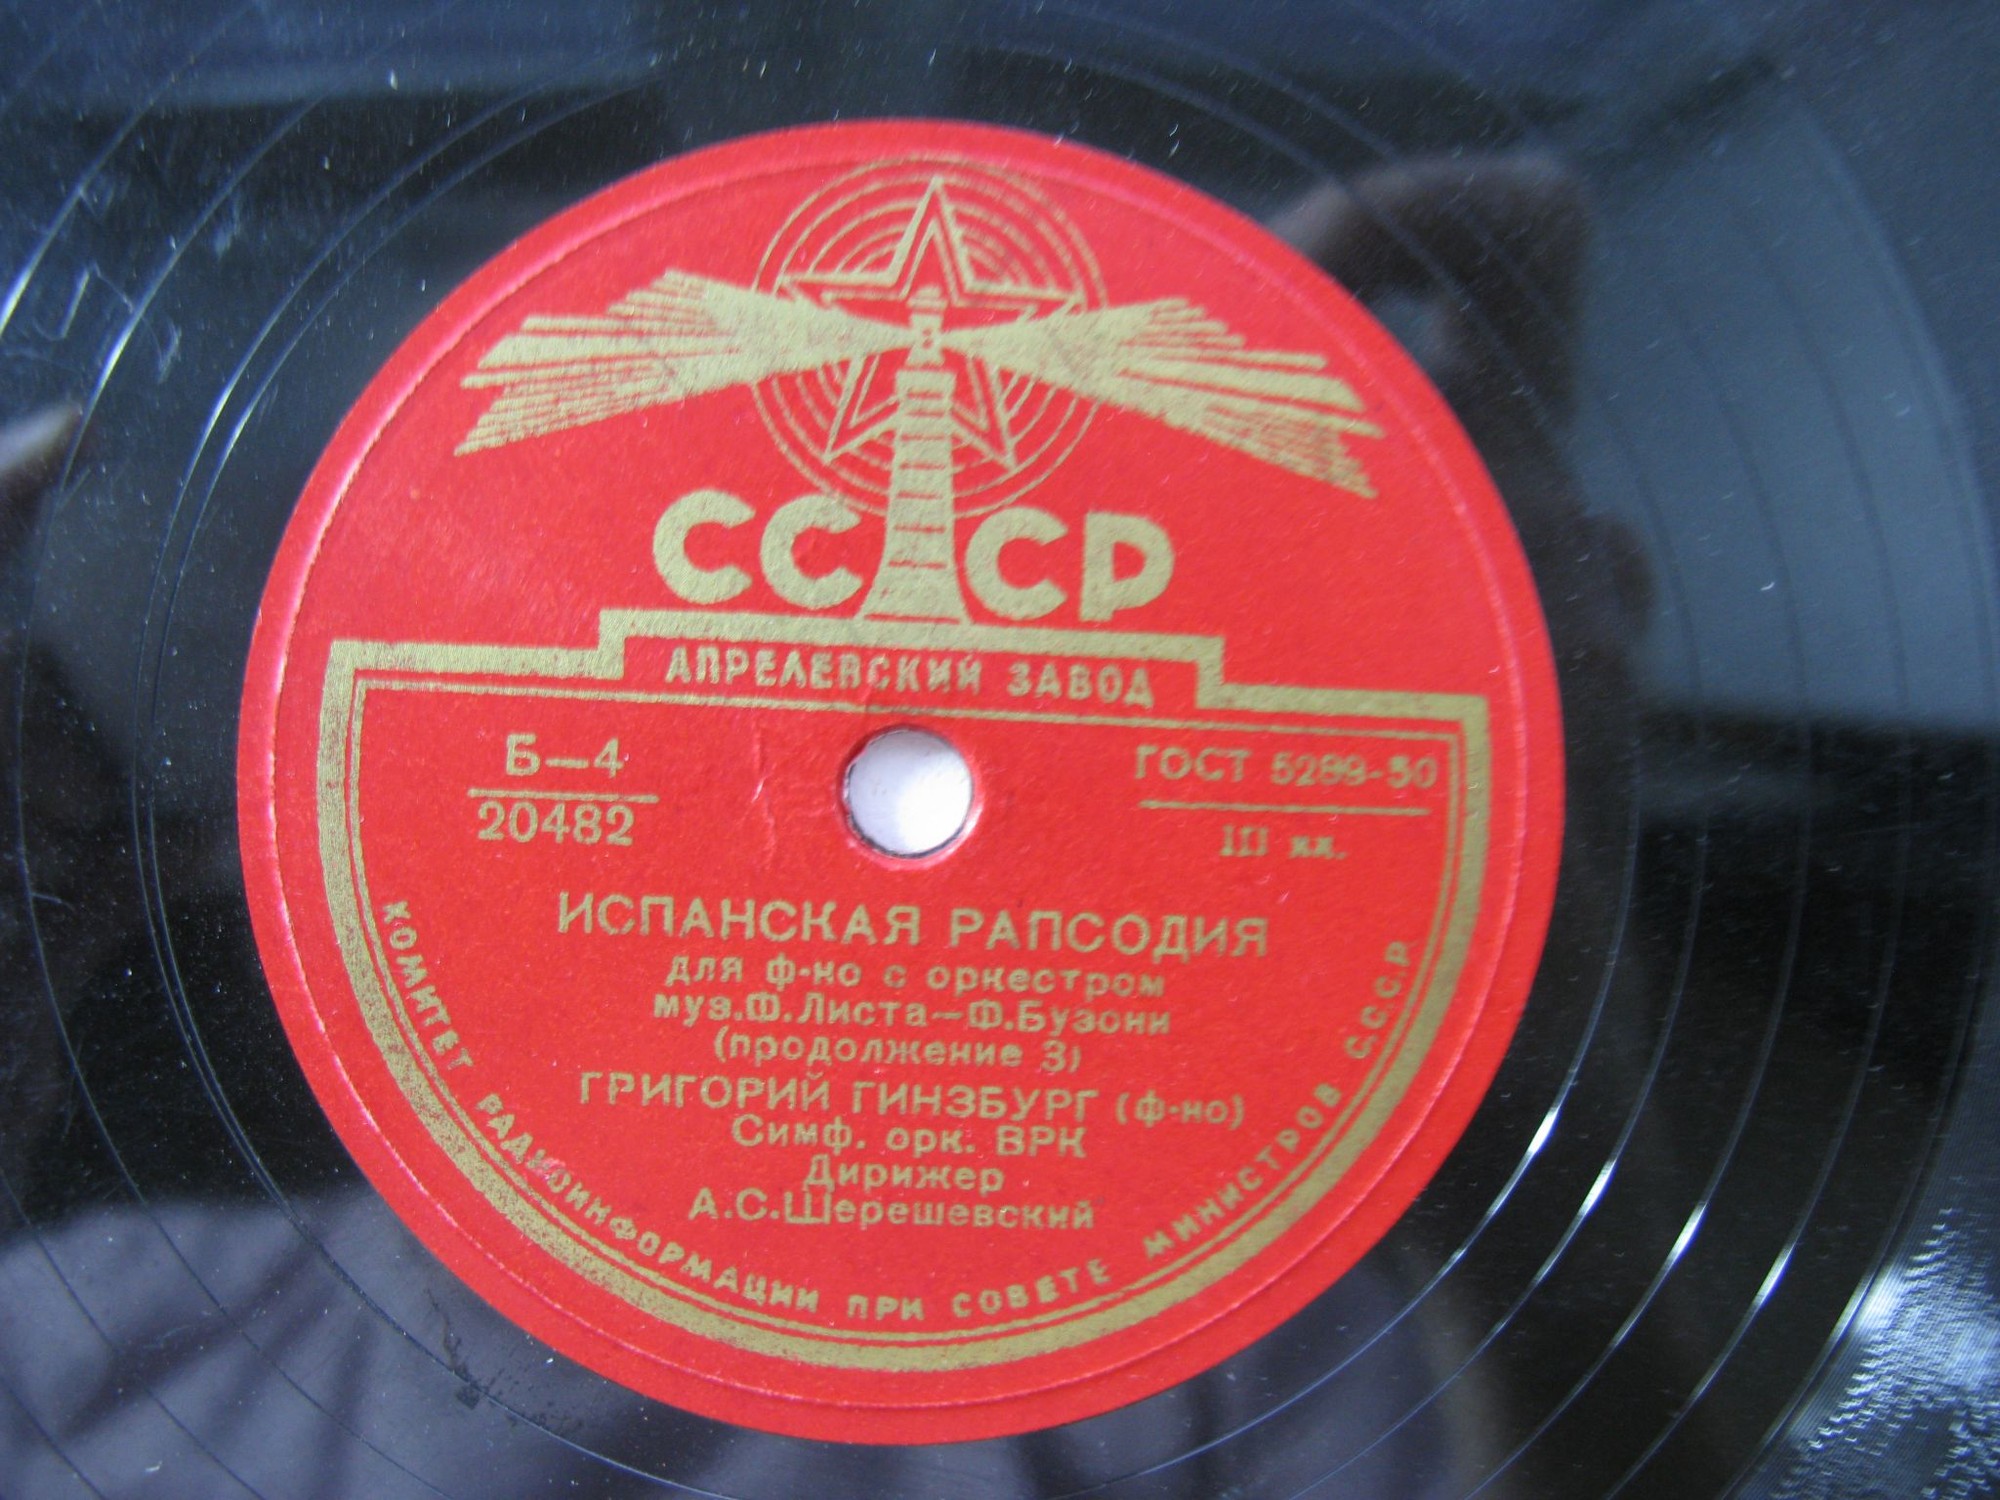 СССР
АПРЕЛЕВСКИЙ ЗАВОД
Б—4
20482
ГОСТ 5289-50
III кл.
ИСПАНСКАЯ РАПСОДИЯ
для ф-но с оркестром
муз.Ф.Листа—Ф.Бузони
(продолжение 3)
ГРИГОРИЙ ГИНЗБУРГ (ф-но)
Симф. орк. ВРК
Дирижер
А.С.Шерешевский
КОМИТЕТ РАДИОИНФОРМАЦИИ ПРИ СОВЕТЕ МИНИСТРОВ С.С.С.Р